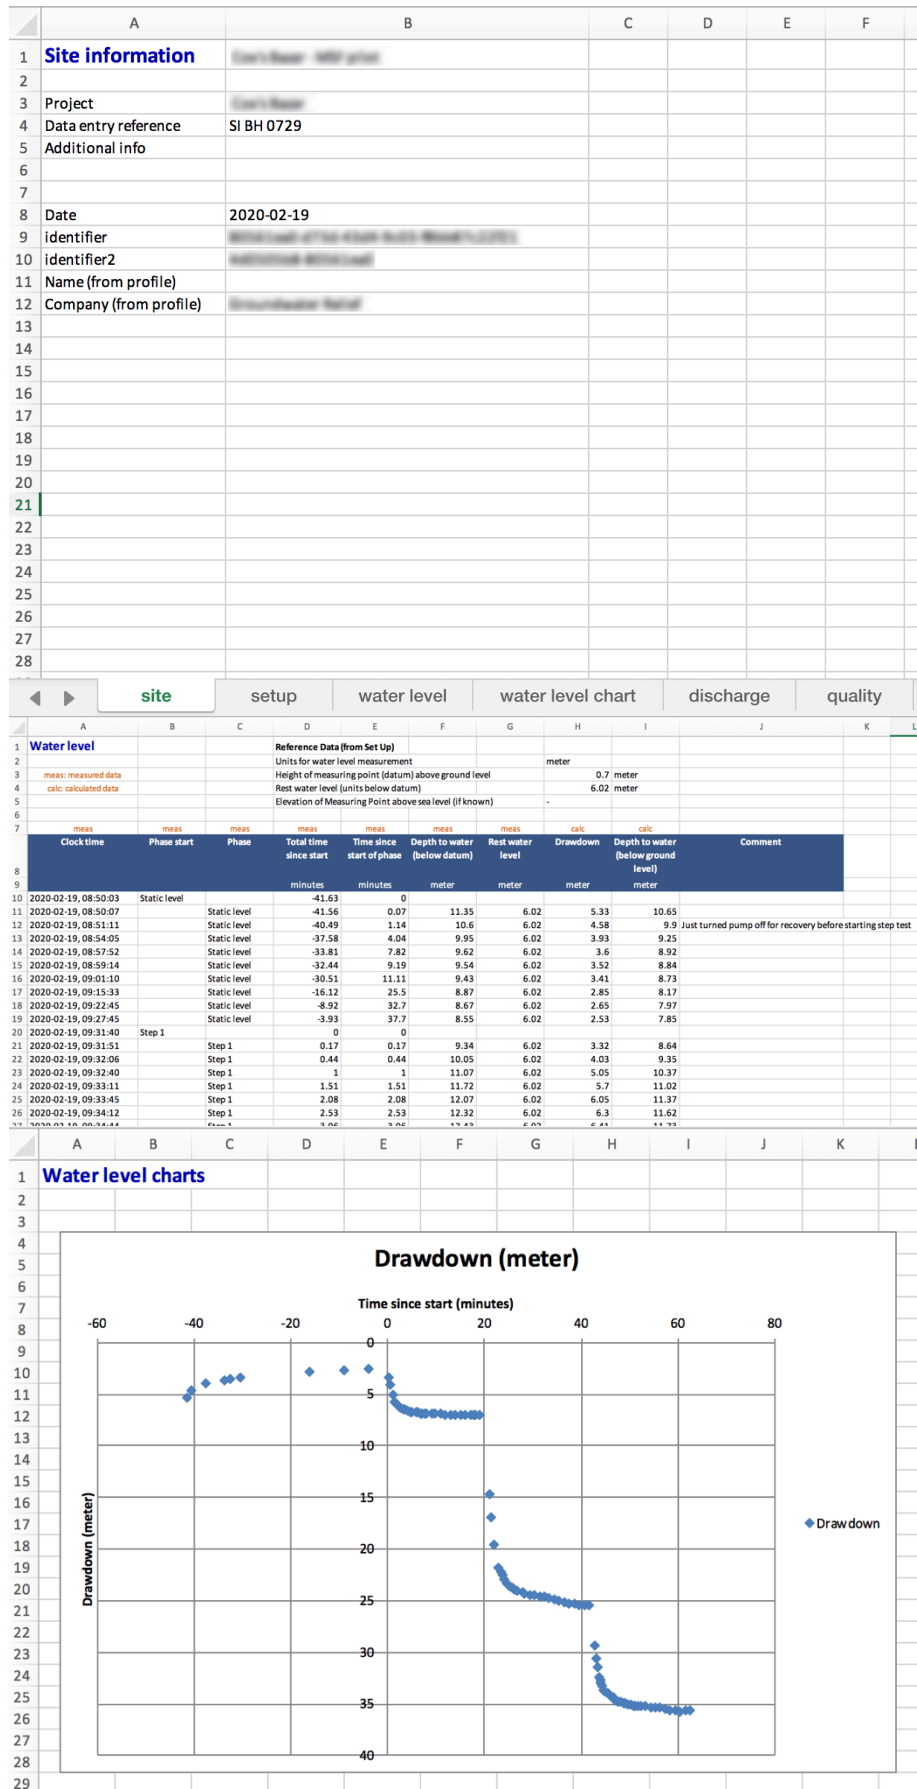 A B C D E F
1 Site information
2
3 Project
4 Data entry reference SI BH 0729
5 Additional info
6
7
8 Date 2020-02-19
9 identifier
10 identifier2
11 Name (from profile)
12 Company (from profile)
13
14
15
16
17
18
19
20
21
22
23
24
25
26
27
28
site setup water level water level chart discharge quality
A B C D E F G H I J K L
1 Water level Reference Data (from Set Up)
2 Units for water level measurement meter
3 meas: measured data Height of measuring point (datum) above ground level 0.7 meter
4 calc: calculated data Rest water level (units below datum) 6.02 meter
5 Elevation of Measuring Point above sea level (if known) -
6
7 meas meas meas meas meas meas meas calc calc
Clock time Phase start Phase Total time Time since Depth to water Rest water Drawdown Depth to water Comment
since start start of phase (below datum) level (below ground
8 level)
9 minutes minutes meter meter meter meter
10 2020-02-19, 08:50:03 Static level -41.63 0
11 2020-02-19, 08:50:07 Static level -41.56 0.07 11.35 6.02 5.33 10.65
12 2020-02-19, 08:51:11 Static level -40.49 1.14 10.6 6.02 4.58 9.9 Just turned pump off for recovery before starting step test
13 2020-02-19, 08:54:05 Static level -37.58 4.04 9.95 6.02 3.93 9.25
14 2020-02-19, 08:57:52 Static level -33.81 7.82 9.62 6.02 3.6 8.92
15 2020-02-19, 08:59:14 Static level -32.44 9.19 9.54 6.02 3.52 8.84
16 2020-02-19, 09:01:10 Static level -30.51 11.11 9.43 6.02 3.41 8.73
17 2020-02-19, 09:15:33 Static level -16.12 25.5 8.87 6.02 2.85 8.17
18 2020-02-19, 09:22:45 Static level -8.92 32.7 8.67 6.02 2.65 7.97
19 2020-02-19, 09:27:45 Static level -3.93 37.7 8.55 6.02 2.53 7.85
20 2020-02-19, 09:31:40 Step 1 0 0
21 2020-02-19, 09:31:51 Step 1 0.17 0.17 9.34 6.02 3.32 8.64
22 2020-02-19, 09:32:06 Step 1 0.44 0.44 10.05 6.02 4.03 9.35
23 2020-02-19, 09:32:40 Step 1 1 1 11.07 6.02 5.05 10.37
24 2020-02-19, 09:33:11 Step 1 1.51 1.51 11.72 6.02 5.7 11.02
25 2020-02-19, 09:33:45 Step 1 2.08 2.08 12.07 6.02 6.05 11.37
26 2020-02-19, 09:34:12 Step 1 2.53 2.53 12.32 6.02 6.3 11.62
A B C D E F G H I J K
1 Water level charts
2
3
4
5 Drawdown (meter)
6
7 Time since start (minutes)
8 -60 -40 -20 0 20 40 60 80
9 0
10
11 5
12
13 10
14
15 15
16
17 Drawdown
18 20
19
20 25
21
22 30
23
24
25 35
26
27 40
28
29
Drawdown (meter)